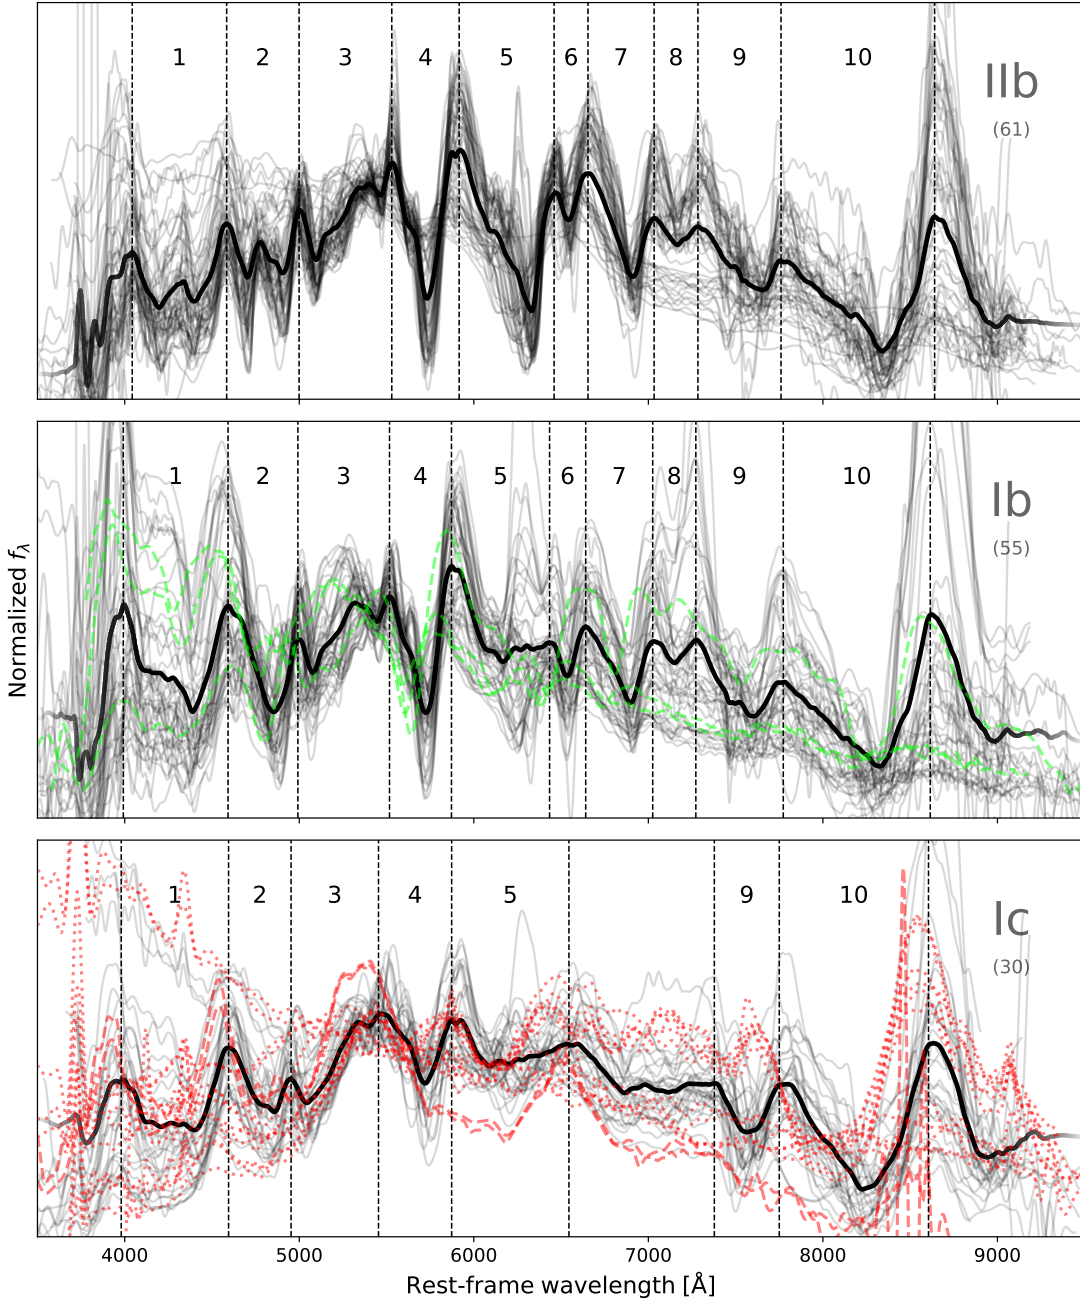 1 2 3 4 5 6 7 8 9 10
IIb
(61)
1 2 3 4 5 6 7 8 9 10
Ib
(55)
Normalized fλ
1 2 3 4 5 9 10
Ic
(30)
4000 5000 6000 7000 8000 9000
Rest-frame wavelength [Å]